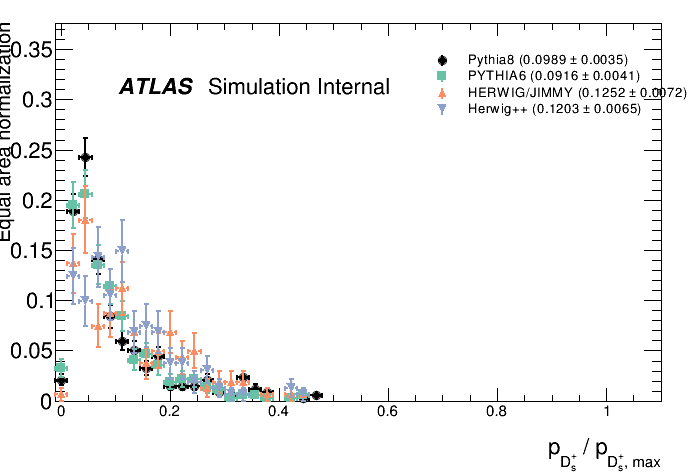 Equal area normalization
0.35
0.3
0.25
0.2
0.15
0.1
0.05
0
ATLAS Simulation Internal
Pythia8 (0.0989 ± 0.0035)
PYTHIA6 (0.0916 ± 0.0041)
HERWIG/JIMMY (0.1252 ± 0.0072)
Herwig++ (0.1203 ± 0.0065)
0 0.2 0.4 0.6 0.8 1
p_{D_s^+} / p_{D_s^+, max}